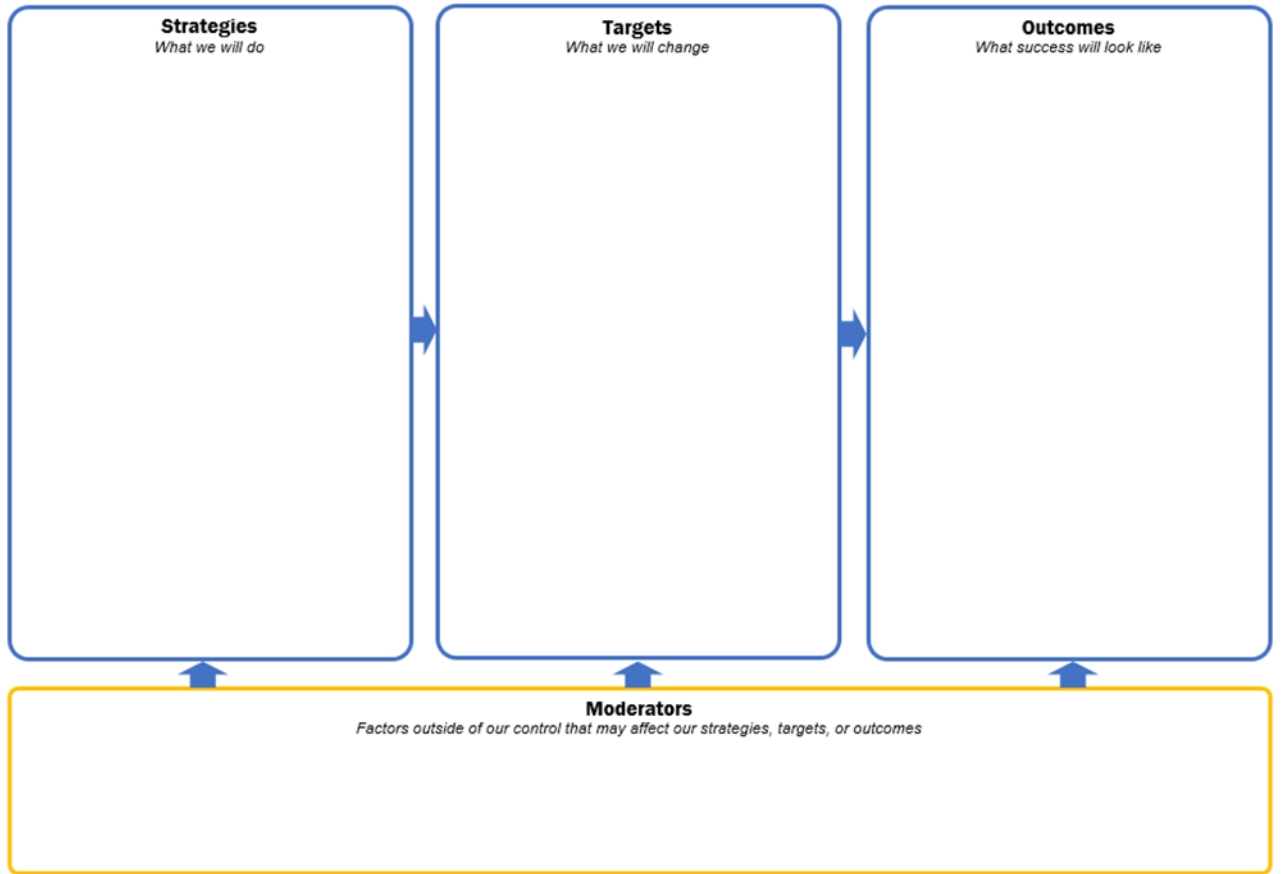 Strategies
What we will do
Targets
What we will change
Outcomes
What success will look like
Moderators
Factors outside of our control that may affect our strategies, targets, or outcomes